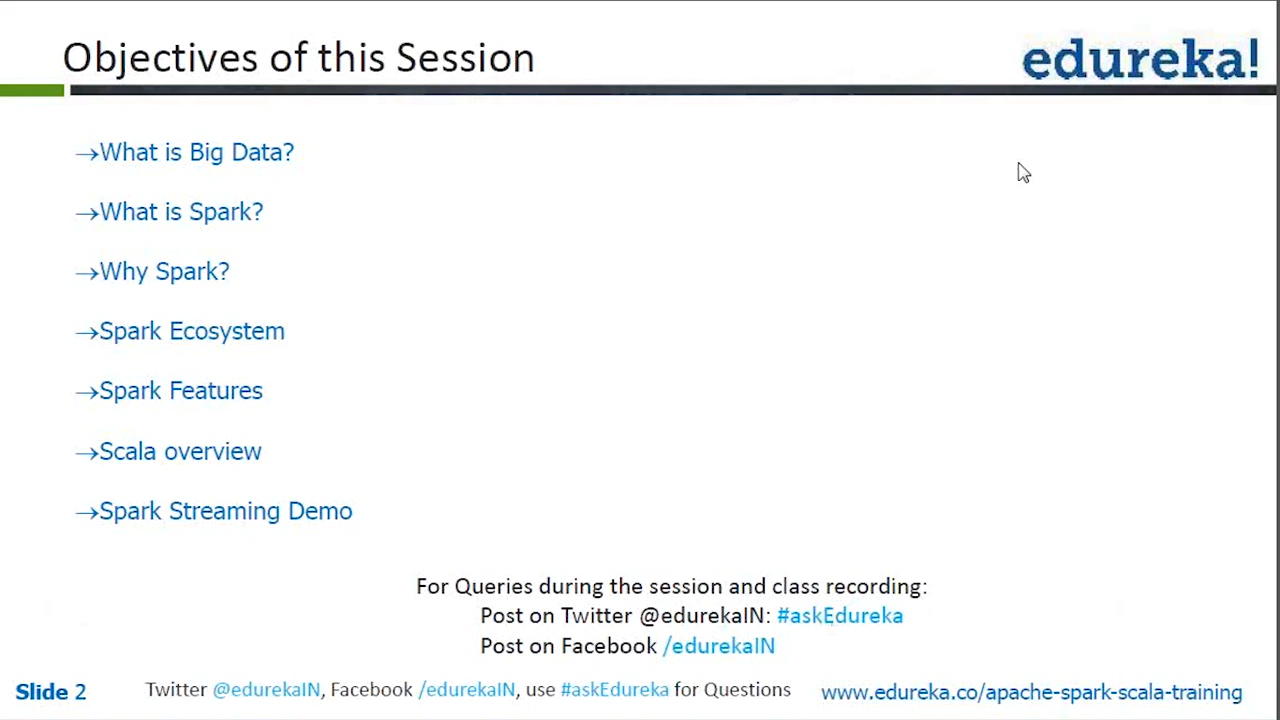 Objectives of this Session
edureka!
→What is Big Data?
→What is Spark?
→Why Spark?
→Spark Ecosystem
→Spark Features
→Scala overview
→Spark Streaming Demo
For Queries during the session and class recording:
Post on Twitter @edurekaIN: #askEdureka
Post on Facebook /edurekaIN
Slide 2
Twitter @edurekaIN, Facebook /edurekaIN, use #askEdureka for Questions
www.edureka.co/apache-spark-scala-training